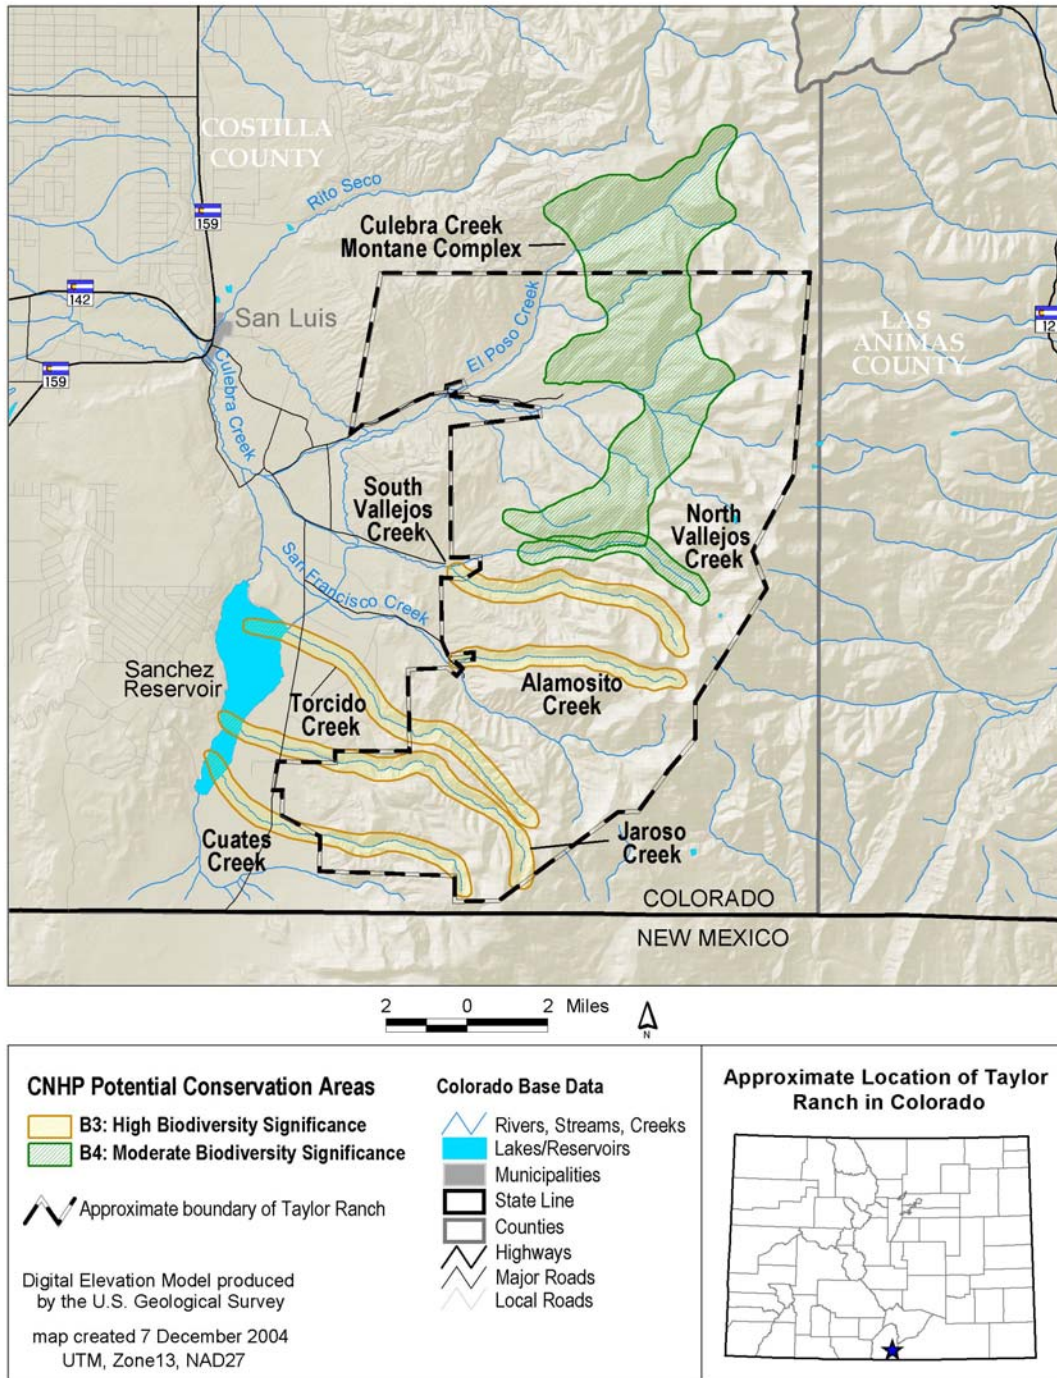 COSTILLA
COUNTY
Rito Seco
159
Culebra Creek
Montane Complex
142
San Luis
El Poso Creek
LAS
ANIMAS
COUNTY
12
159
Culebra Creek
South
Vallejos
Creek
North
Vallejos
Creek
San Francisco Creek
Sanchez
Reservoir
Torcido
Creek
Alamosito
Creek
Cuates
Creek
Jaroso
Creek
COLORADO
NEW MEXICO
2 0 2 Miles
N
CNHP Potential Conservation Areas
B3: High Biodiversity Significance
B4: Moderate Biodiversity Significance
Approximate boundary of Taylor Ranch
Digital Elevation Model produced
by the U.S. Geological Survey
map created 7 December 2004
UTM, Zone13, NAD27
Colorado Base Data
Rivers, Streams, Creeks
Lakes/Reservoirs
Municipalities
State Line
Counties
Highways
Major Roads
Local Roads
Approximate Location of Taylor
Ranch in Colorado